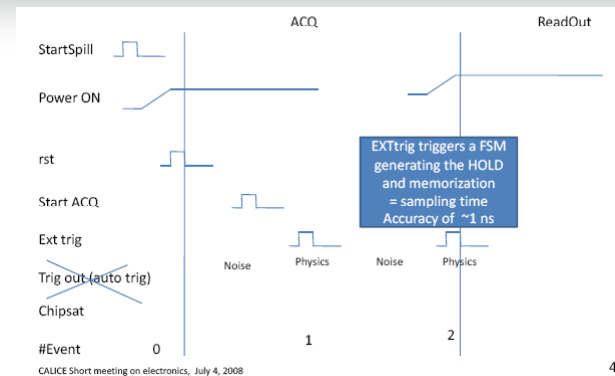 ACQ
ReadOut
StartSpill
Power ON
EXTtrig triggers a FSM
generating the HOLD
and memorization
= sampling time
Accuracy of ~1 ns
rst
Start ACQ
Ext trig
Noise
Physics
Noise
Physics
Trig out (auto trig)
Chipsat
#Event
0
1
2
CALICE Short meeting on electronics, July 4, 2008
4